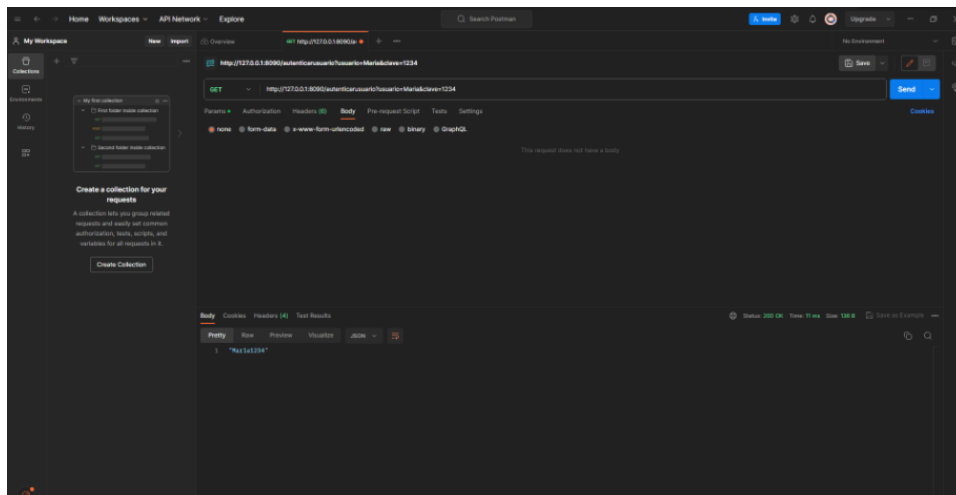 Home Workspaces API Network Explore
Search Postman
Invite
Upgrade
My Workspace
New Import
Overview
GET http://127.0.0.1:8090/a
No Environment
Collections
Environments
History
http://127.0.0.1:8090/autenticarusuario?usuario=Maria&clave=1234
Save
GET http://127.0.0.1:8090/autenticarusuario?usuario=Maria&clave=1234
Send
Params Authorization Headers (6) Body Pre-request Script Tests Settings
Cookies
none form-data x-www-form-urlencoded raw binary GraphQL
This request does not have a body
My first collection
First folder inside collection
Second folder inside collection
Create a collection for your
requests
A collection lets you group related
requests and easily set common
authorization, tests, scripts, and
variables for all requests in it.
Create Collection
Body Cookies Headers (4) Test Results
Status: 200 OK Time: 11 ms Size: 136 B Save as Example
Pretty Raw Preview Visualize JSON
1 "Maria1234"